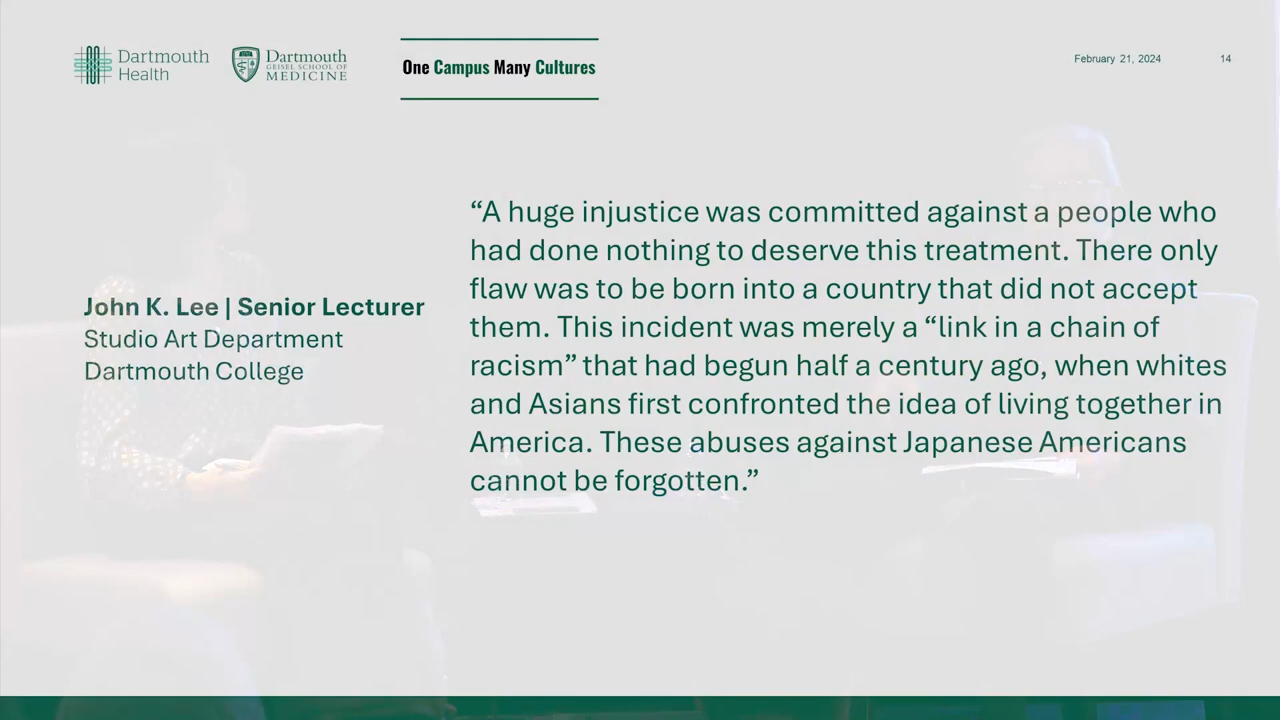 Dartmouth
Health
Dartmouth
GEISEL SCHOOL OF
MEDICINE
One Campus Many Cultures
February 21, 2024
14
John K. Lee | Senior Lecturer
Studio Art Department
Dartmouth College
“A huge injustice was committed against a people who
had done nothing to deserve this treatment. There only
flaw was to be born into a country that did not accept
them. This incident was merely a “link in a chain of
racism” that had begun half a century ago, when whites
and Asians first confronted the idea of living together in
America. These abuses against Japanese Americans
cannot be forgotten.”